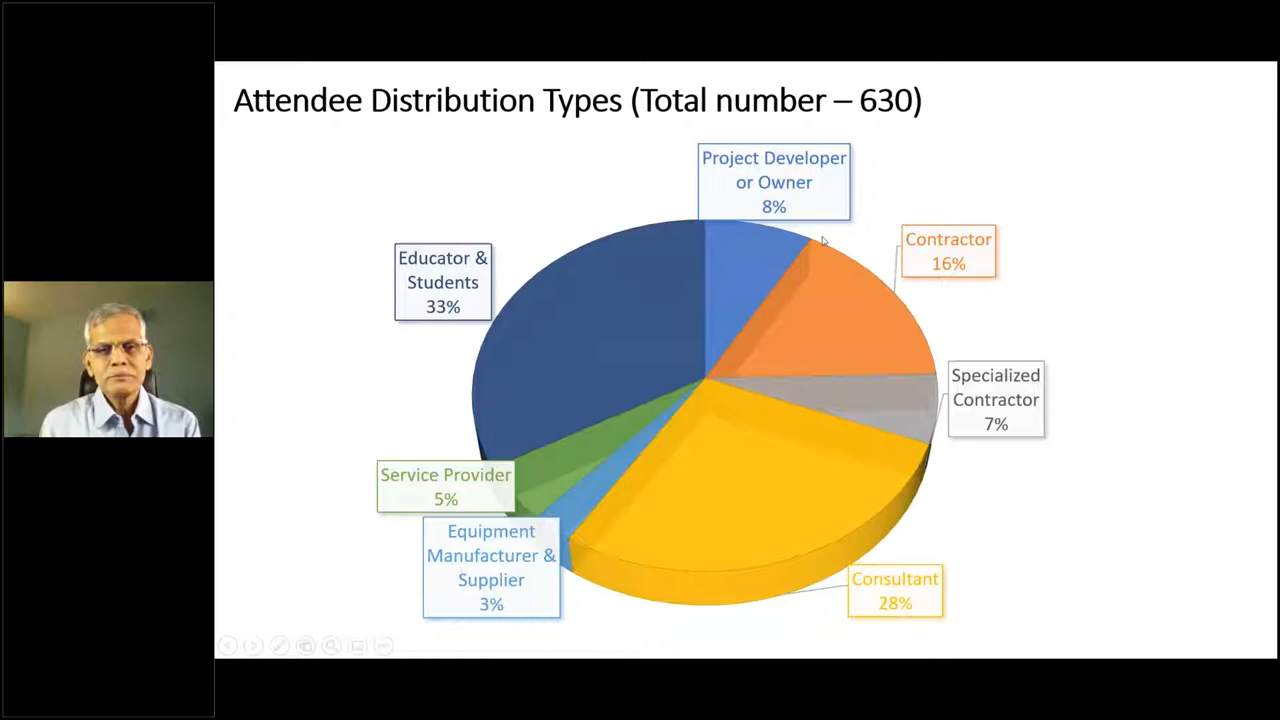 Attendee Distribution Types (Total number – 630)
Project Developer
or Owner
8%
Contractor
16%
Educator &
Students
33%
Specialized
Contractor
7%
Service Provider
5%
Equipment
Manufacturer &
Supplier
3%
Consultant
28%